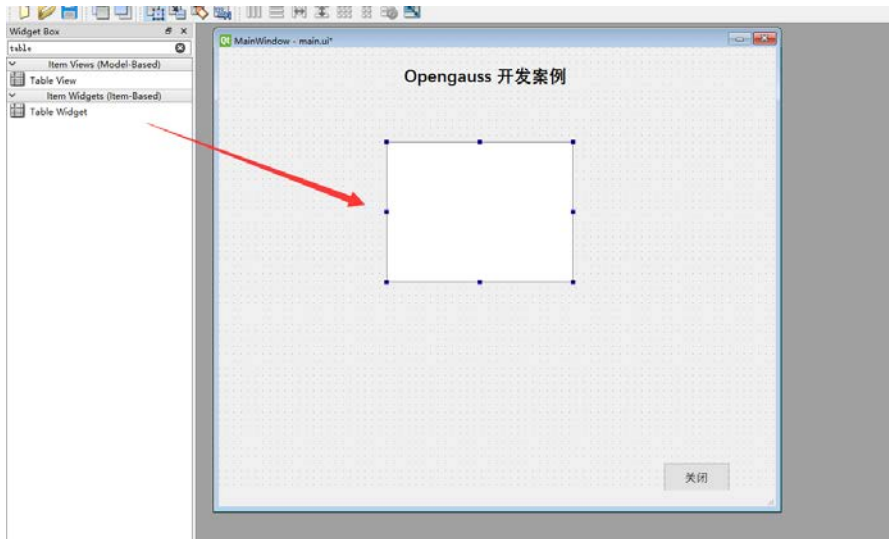 Widget Box
table
Item Views (Model-Based)
Table View
Item Widgets (Item-Based)
Table Widget
MainWindow - main.ui*
Opengauss 开发案例
关闭